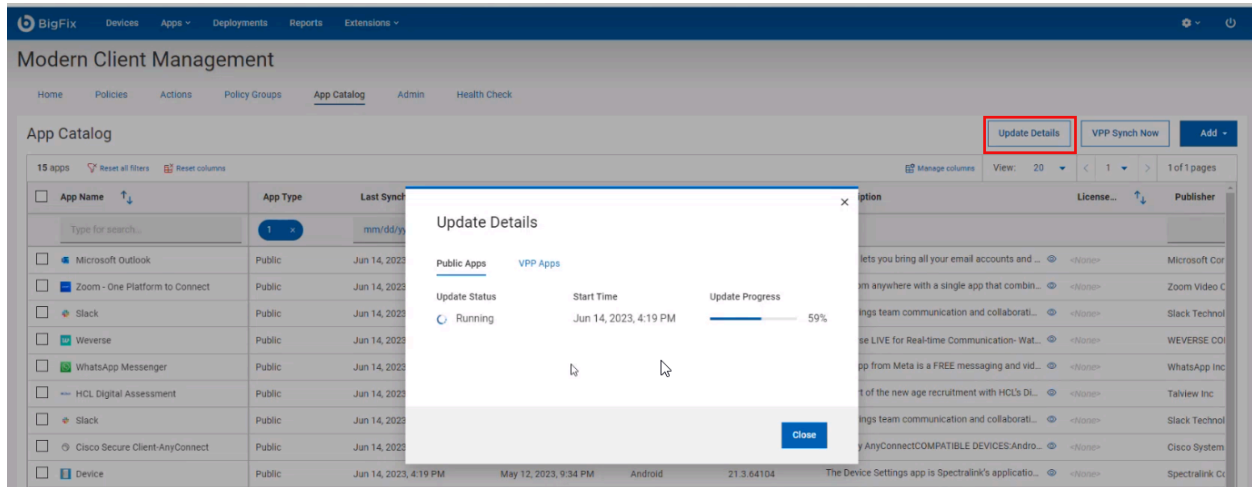 BigFix Devices Apps Deployments Reports Extensions
Modern Client Management
Home Policies Actions Policy Groups App Catalog Admin Health Check
App Catalog Update Details VPP Synch Now Add
15 apps Reset all filters Reset columns Manage columns View: 20 1 1 of 1 pages
App Name App Type Last Synch ption License... Publisher
Type for search... 1 × mm/dd/yy
Microsoft Outlook Public Jun 14, 2023 lets you bring all your email accounts and ... <None> Microsoft Cor
Zoom - One Platform to Connect Public Jun 14, 2023 om anywhere with a single app that combin... <None> Zoom Video C
Slack Public Jun 14, 2023 ings team communication and collaborati... <None> Slack Technol
Weverse Public Jun 14, 2023 se LIVE for Real-time Communication- Wat... <None> WEVERSE COI
WhatsApp Messenger Public Jun 14, 2023 pp from Meta is a FREE messaging and vid... <None> WhatsApp Inc
HCL Digital Assessment Public Jun 14, 2023 t of the new age recruitment with HCL's Di... <None> Talview Inc
Slack Public Jun 14, 2023 ings team communication and collaborati... <None> Slack Technol
Cisco Secure Client-AnyConnect Public Jun 14, 2023 y AnyConnectCOMPATIBLE DEVICES:Andro... <None> Cisco System
Device Public Jun 14, 2023, 4:19 PM May 12, 2023, 9:34 PM Android 21.3.64104 The Device Settings app is Spectralink's applicatio... <None> Spectralink Co
Update Details ×
Public Apps VPP Apps
Update Status Start Time Update Progress
Running Jun 14, 2023, 4:19 PM 59%
Close